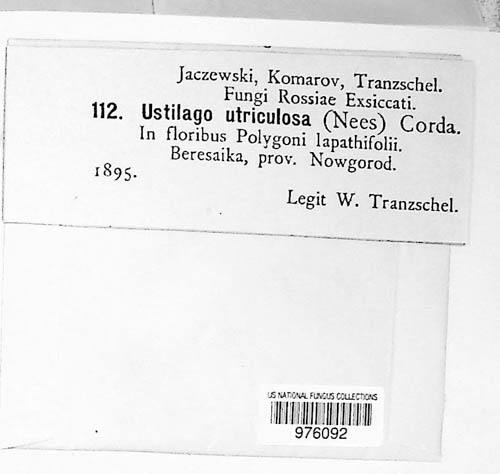 Jaczewski, Komarov, Tranzschel.
Fungi Rossiae Exsiccati.
112. Ustilago utriculosa (Nees) Corda.
In floribus Polygoni lapathifolii.
Beresaika, prov. Nowgorod.
1895.
Legit W. Tranzschel.
US NATIONAL FUNGUS COLLECTIONS
976092